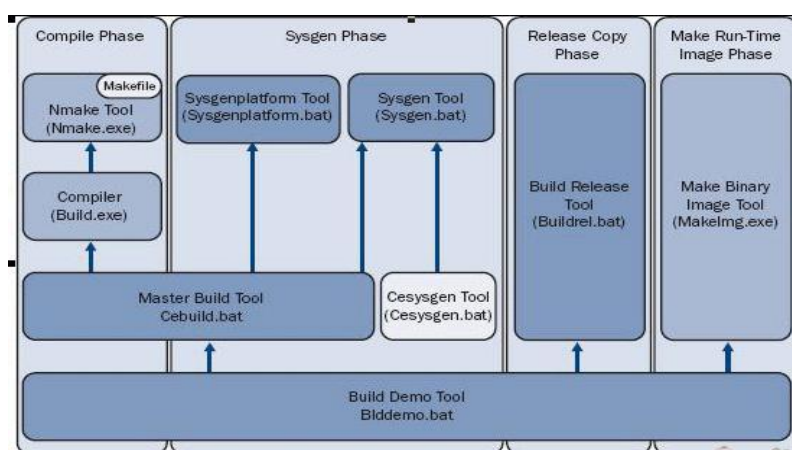 Compile Phase
Sysgen Phase
Release Copy
Phase
Make Run-Time
Image Phase
Makefile
Nmake Tool
(Nmake.exe)
Sysgenplatform Tool
(Sysgenplatform.bat)
Sysgen Tool
(Sysgen.bat)
Compiler
(Build.exe)
Build Release
Tool
(Buildrel.bat)
Make Binary
Image Tool
(MakeImg.exe)
Master Build Tool
Cebuild.bat
Cesysgen Tool
(Cesysgen.bat)
Build Demo Tool
Blddemo.bat